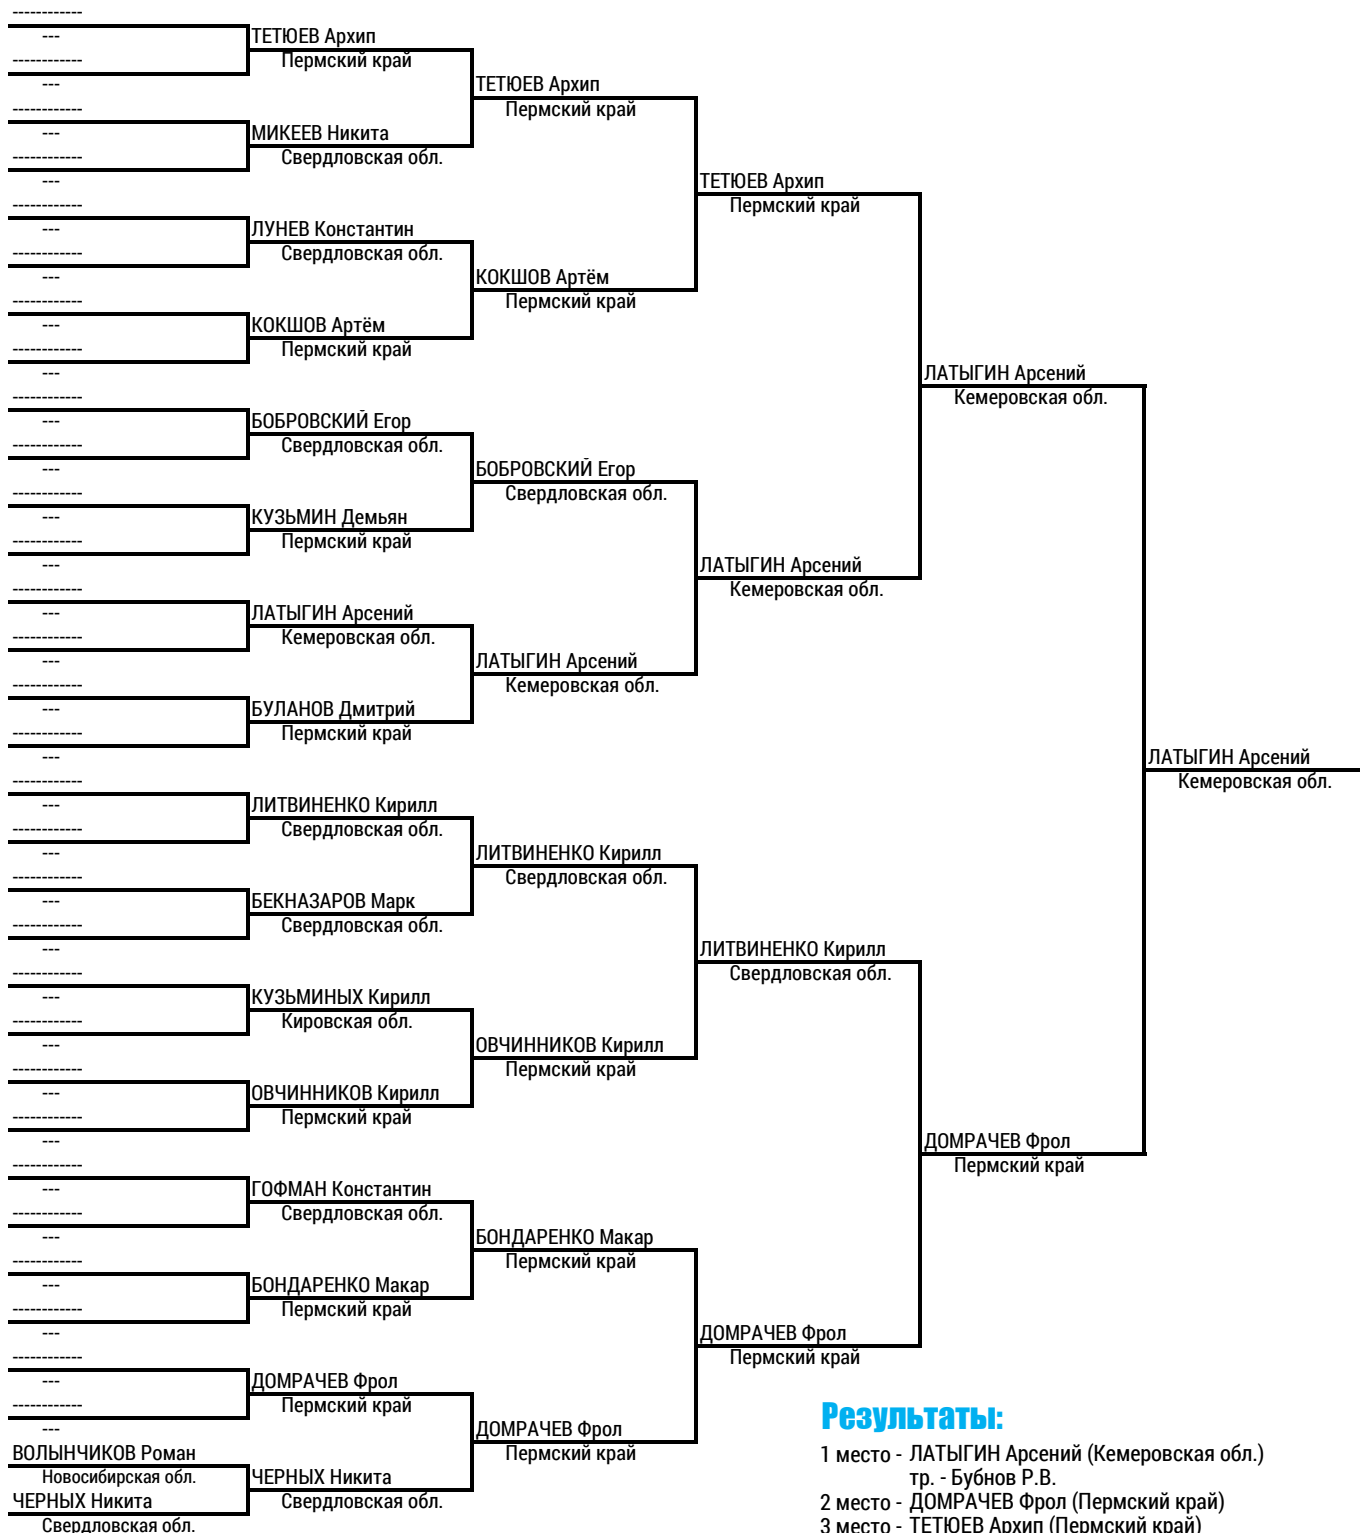 ------------
---
------------
---
------------
---
------------
---
------------
---
------------
---
------------
---
------------
---
------------
---
------------
---
------------
---
------------
---
------------
---
------------
---
------------
---
------------
---
------------
---
------------
---
------------
---
------------
---
------------
---
------------
---
------------
---
------------
---
------------
---
------------
---
------------
---
------------
---
------------
---
------------
---
ВОЛЫНЧИКОВ Роман
Новосибирская обл.
ЧЕРНЫХ Никита
Свердловская обл.
ТЕТЮЕВ Архип
Пермский край
МИКЕЕВ Никита
Свердловская обл.
ЛУНЕВ Константин
Свердловская обл.
КОКШОВ Артём
Пермский край
БОБРОВСКИЙ Егор
Свердловская обл.
КУЗЬМИН Демьян
Пермский край
ЛАТЫГИН Арсений
Кемеровская обл.
БУЛАНОВ Дмитрий
Пермский край
ЛИТВИНЕНКО Кирилл
Свердловская обл.
БЕКНАЗАРОВ Марк
Свердловская обл.
КУЗЬМИНЫХ Кирилл
Кировская обл.
ОВЧИННИКОВ Кирилл
Пермский край
ГОФМАН Константин
Свердловская обл.
БОНДАРЕНКО Макар
Пермский край
ДОМРАЧЕВ Фрол
Пермский край
ЧЕРНЫХ Никита
Свердловская обл.
ТЕТЮЕВ Архип
Пермский край
КОКШОВ Артём
Пермский край
БОБРОВСКИЙ Егор
Свердловская обл.
ЛАТЫГИН Арсений
Кемеровская обл.
ЛИТВИНЕНКО Кирилл
Свердловская обл.
ОВЧИННИКОВ Кирилл
Пермский край
БОНДАРЕНКО Макар
Пермский край
ДОМРАЧЕВ Фрол
Пермский край
ТЕТЮЕВ Архип
Пермский край
ЛАТЫГИН Арсений
Кемеровская обл.
ЛИТВИНЕНКО Кирилл
Свердловская обл.
ДОМРАЧЕВ Фрол
Пермский край
ЛАТЫГИН Арсений
Кемеровская обл.
ДОМРАЧЕВ Фрол
Пермский край
ЛАТЫГИН Арсений
Кемеровская обл.
Результаты:
1 место - ЛАТЫГИН Арсений (Кемеровская обл.)
тр. - Бубнов Р.В.
2 место - ДОМРАЧЕВ Фрол (Пермский край)
3 место - ТЕТЮЕВ Архип (Пермский край)